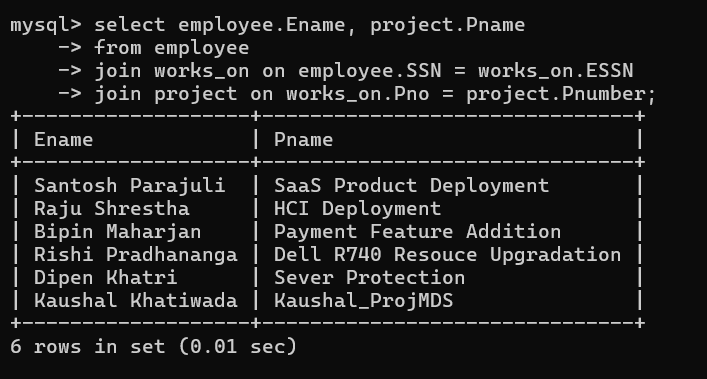 mysql> select employee.Ename, project.Pname
    -> from employee
    -> join works_on on employee.SSN = works_on.ESSN
    -> join project on works_on.Pno = project.Pnumber;
+-------------------+-------------------------------+
| Ename             | Pname                         |
+-------------------+-------------------------------+
| Santosh Parajuli  | SaaS Product Deployment       |
| Raju Shrestha     | HCI Deployment                |
| Bipin Maharjan    | Payment Feature Addition      |
| Rishi Pradhananga | Dell R740 Resouce Upgradation |
| Dipen Khatri      | Sever Protection              |
| Kaushal Khatiwada | Kaushal_ProjMDS               |
+-------------------+-------------------------------+
6 rows in set (0.01 sec)